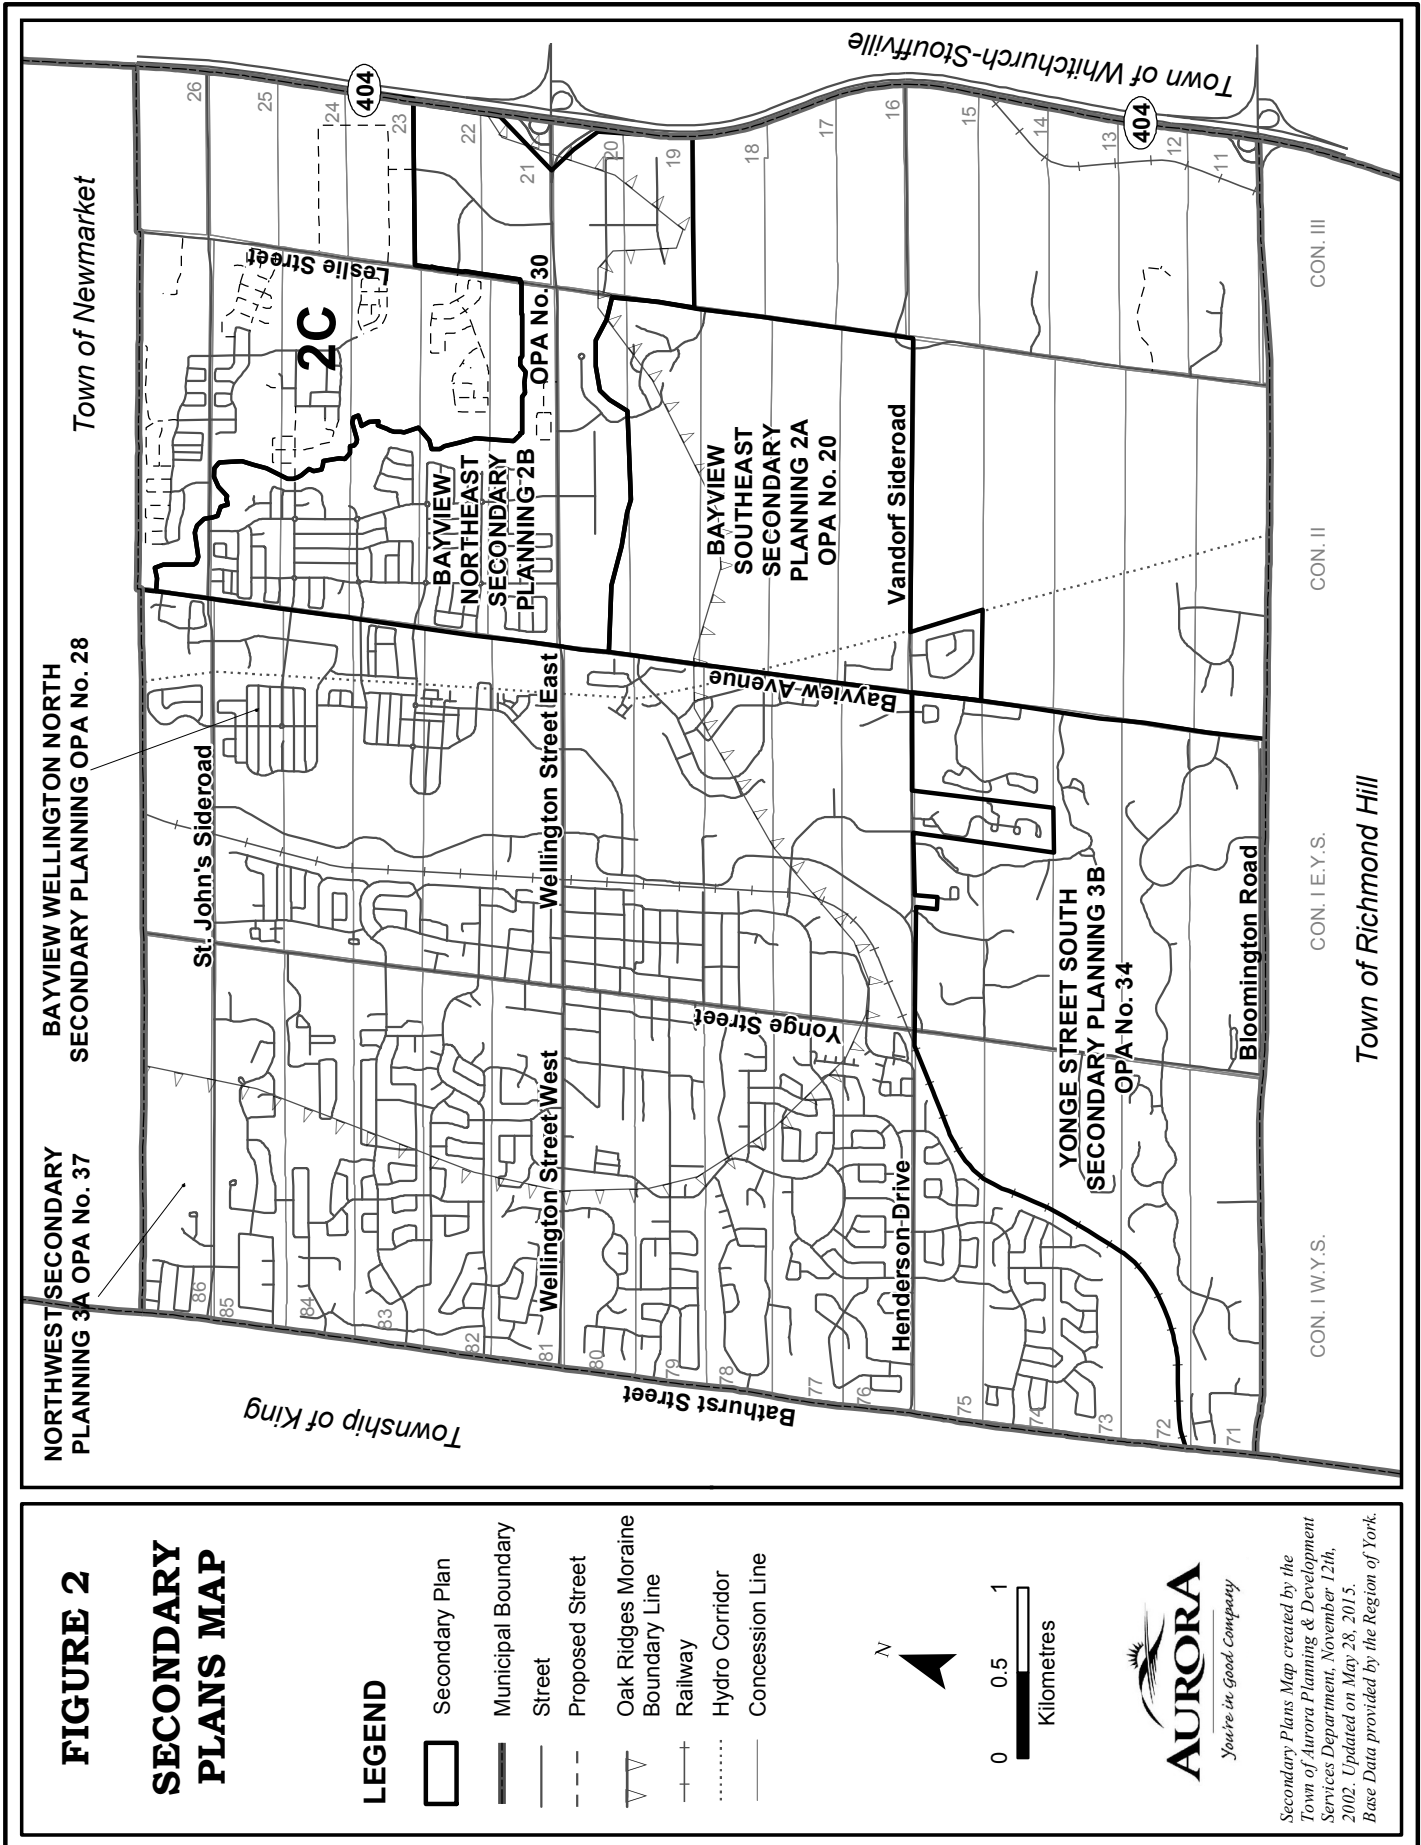 FIGURE 2
SECONDARY
PLANS MAP
LEGEND
Secondary Plan
Municipal Boundary
Street
Proposed Street
Oak Ridges Moraine
Boundary Line
Railway
Hydro Corridor
Concession Line
N
0
0.5
1
Kilometres
AURORA
You're in Good Company
Secondary Plans Map created by the
Town of Aurora Planning & Development
Services Department, November 12th,
2002. Updated on May 28, 2015.
Base Data provided by the Region of York.
NORTHWEST SECONDARY
PLANNING 3A OPA No. 37
BAYVIEW WELLINGTON NORTH
SECONDARY PLANNING OPA No. 28
Town of Newmarket
Township of King
Town of Whitchurch-Stouffville
Town of Richmond Hill
St. John's Sideroad
Wellington Street West
Wellington Street East
Henderson Drive
Vandorf Sideroad
Bloomington Road
Bathurst Street
Yonge Street
Bayview Avenue
Leslie Street
404
404
2C
OPA No. 30
BAYVIEW
NORTHEAST
SECONDARY
PLANNING 2B
BAYVIEW
SOUTHEAST
SECONDARY
PLANNING 2A
OPA No. 20
YONGE STREET SOUTH
SECONDARY PLANNING 3B
OPA No. 34
CON. I W.Y.S.
CON. I E.Y.S.
CON. II
CON. III
86
85
84
83
82
81
80
79
78
77
76
75
74
73
72
71
26
25
24
23
22
21
20
19
18
17
16
15
14
13
12
11